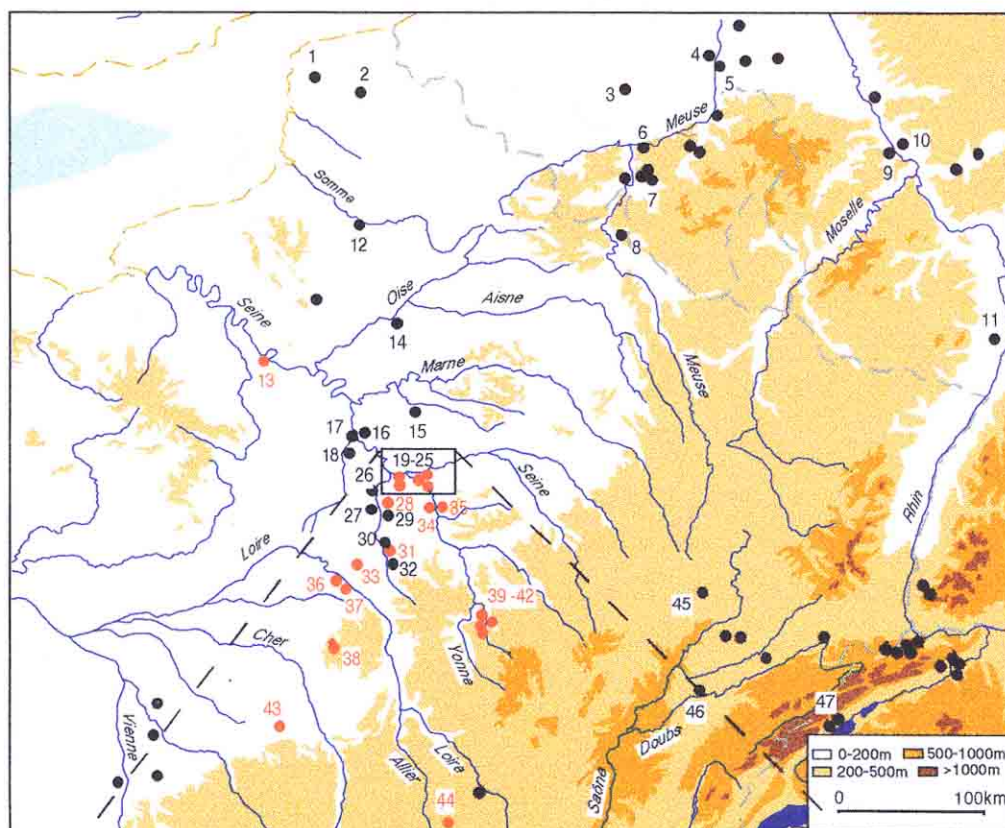 1
2
3
4
5
Meuse
6
7
8
9
10
Moselle
11
Somme
12
Seine
13
Oise
14
Aisne
Meuse
Marne
15
16
17
18
19-25
26
27
28
29
30
31
32
33
34
35
Seine
Loire
36
37
38
39-42
Yonne
Cher
43
Vienne
Allier
Loire
44
45
46
47
Doubs
Saône
Rhin
0-200m 500-1000m
200-500m >1000m
0 100km